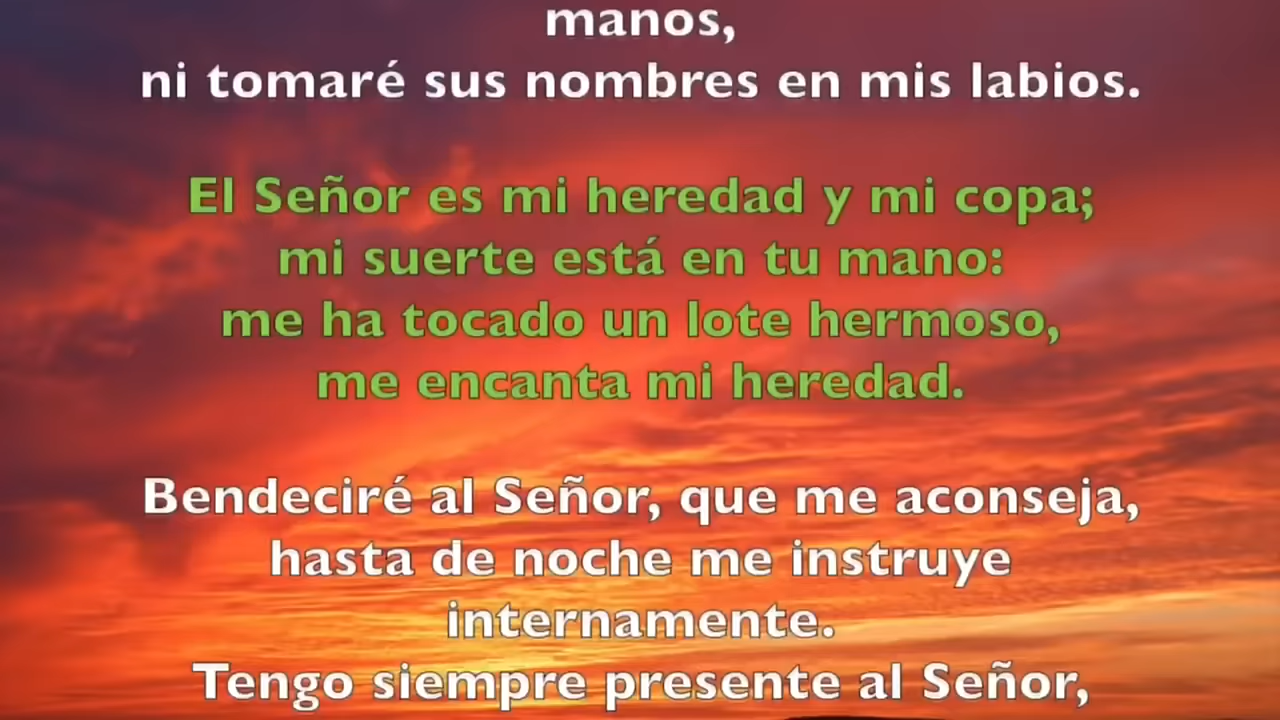 manos,
ni tomaré sus nombres en mis labios.
El Señor es mi heredad y mi copa;
mi suerte está en tu mano:
me ha tocado un lote hermoso,
me encanta mi heredad.
Bendeciré al Señor, que me aconseja,
hasta de noche me instruye
internamente.
Tengo siempre presente al Señor,